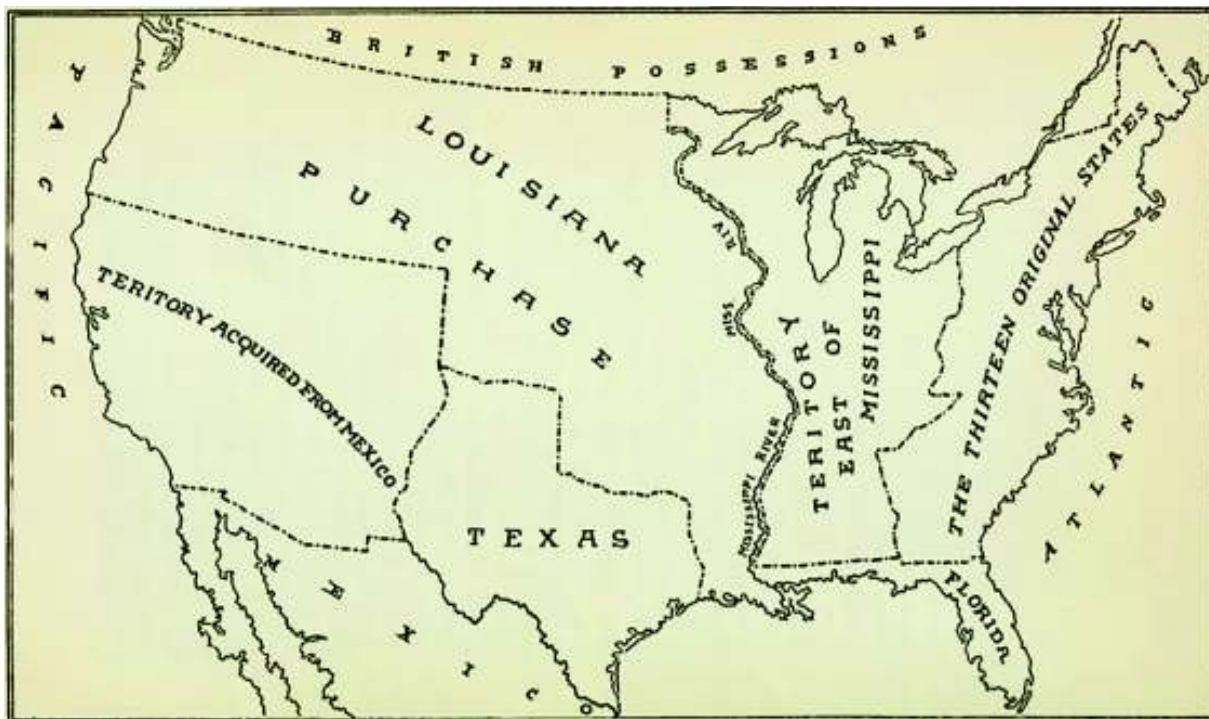 BRITISH POSSESSIONS
PACIFIC
LOUISIANA
PURCHASE
TERITORY ACQUIRED FROM MEXICO
TEXAS
MEXICO
MISS
RIV
MISSISSIPPI RIVER
TERITORY
EAST OF
MISSISSIPPI
THE THIRTEEN ORIGINAL STATES
FLORIDA
ATLANTIC